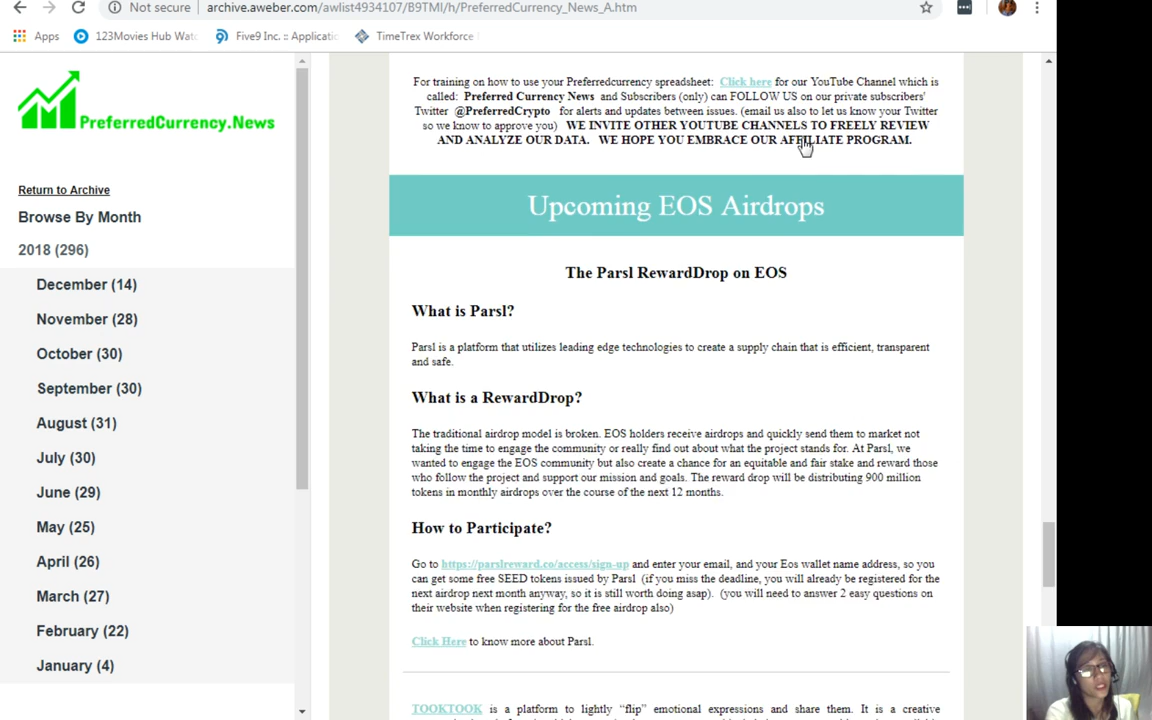 Not secure archive.aweber.com/awlist4934107/B9TMI/h/PreferredCurrency_News_A.htm
Apps 123Movies Hub Wat Five9 Inc. :: Applicati TimeTrex Workforce
PreferredCurrency.News
Return to Archive
Browse By Month
2018 (296)
December (14)
November (28)
October (30)
September (30)
August (31)
July (30)
June (29)
May (25)
April (26)
March (27)
February (22)
January (4)
For training on how to use your Preferredcurrency spreadsheet: Click here for our YouTube Channel which is
called: Preferred Currency News and Subscribers (only) can FOLLOW US on our private subscribers'
Twitter @PreferredCrypto for alerts and updates between issues. (email us also to let us know your Twitter
so we know to approve you) WE INVITE OTHER YOUTUBE CHANNELS TO FREELY REVIEW
AND ANALYZE OUR DATA. WE HOPE YOU EMBRACE OUR AFFILIATE PROGRAM.
Upcoming EOS Airdrops
The Parsl RewardDrop on EOS
What is Parsl?
Parsl is a platform that utilizes leading edge technologies to create a supply chain that is efficient, transparent
and safe.
What is a RewardDrop?
The traditional airdrop model is broken. EOS holders receive airdrops and quickly send them to market not
taking the time to engage the community or really find out about what the project stands for. At Parsl, we
wanted to engage the EOS community but also create a chance for an equitable and fair stake and reward those
who follow the project and support our mission and goals. The reward drop will be distributing 900 million
tokens in monthly airdrops over the course of the next 12 months.
How to Participate?
Go to https://parslreward.co/access/sign-up and enter your email, and your Eos wallet name address, so you
can get some free SEED tokens issued by Parsl (if you miss the deadline, you will already be registered for the
next airdrop next month anyway, so it is still worth doing asap). (you will need to answer 2 easy questions on
their website when registering for the free airdrop also)
Click Here to know more about Parsl.
TOOKTOOK is a platform to lightly “flip” emotional expressions and share them. It is a creative